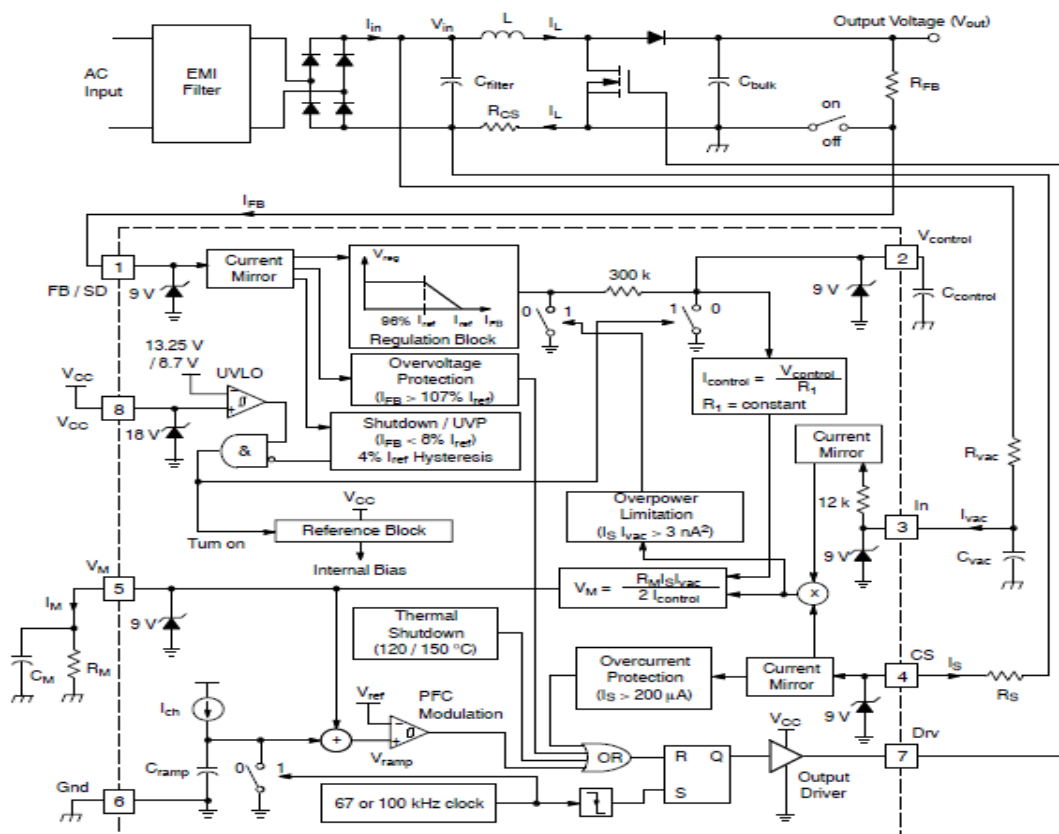 Output Voltage (Vout)
Iin
Vin
L
IL
AC
Input
EMI
Filter
Cfilter
RCS
IL
Cbulk
on
off
RFB
IFB
1
FB / SD
9 V
Current
Mirror
Vreg
96% Iref
Iref
IFB
Regulation Block
300 k
0
1
1
0
Vcontrol
2
9 V
Ccontrol
13.25 V
/ 8.7 V
UVLO
VCC
8
VCC
18 V
&
Overvoltage
Protection
(IFB > 107% Iref)
Shutdown / UVP
(IFB < 8% Iref)
4% Iref Hysteresis
Icontrol = Vcontrol
R1
R1 = constant
Current
Mirror
12 k
In
3
Ivac
Rvac
Cvac
9 V
VCC
Reference Block
Turn on
Internal Bias
Overpower
Limitation
(IS Ivac > 3 nA²)
VM
5
IM
9 V
CM
RM
VM = RMISIvac
2 Icontrol
x
Thermal
Shutdown
(120 / 150 °C)
Overcurrent
Protection
(IS > 200 μA)
Current
Mirror
CS
4
IS
RS
9 V
Ich
Vref
PFC
Modulation
+
Vramp
Cramp
0
1
OR
R
Q
S
VCC
Output
Driver
Drv
7
Gnd
6
67 or 100 kHz clock